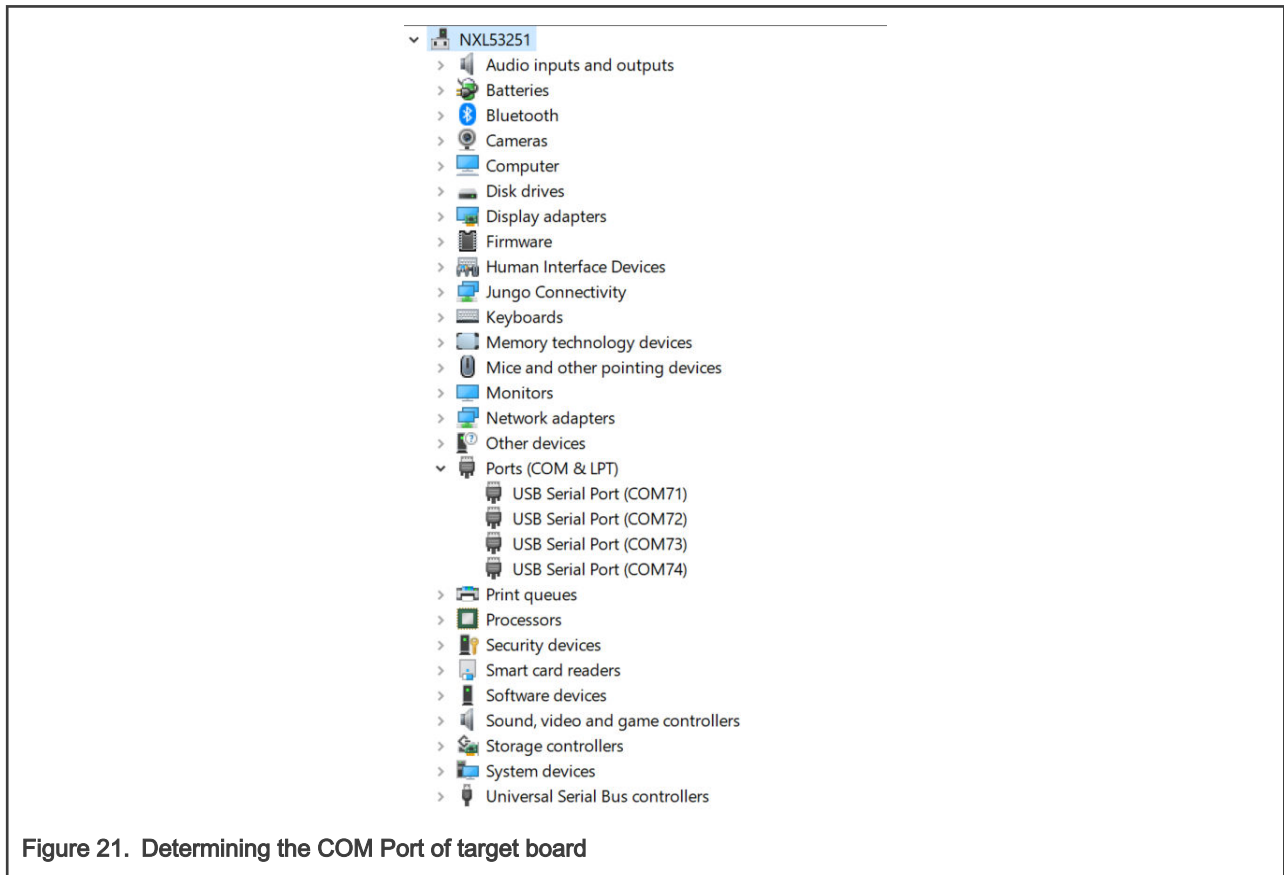 NXL53251
Audio inputs and outputs
Batteries
Bluetooth
Cameras
Computer
Disk drives
Display adapters
Firmware
Human Interface Devices
Jungo Connectivity
Keyboards
Memory technology devices
Mice and other pointing devices
Monitors
Network adapters
Other devices
Ports (COM & LPT)
USB Serial Port (COM71)
USB Serial Port (COM72)
USB Serial Port (COM73)
USB Serial Port (COM74)
Print queues
Processors
Security devices
Smart card readers
Software devices
Sound, video and game controllers
Storage controllers
System devices
Universal Serial Bus controllers
Figure 21. Determining the COM Port of target board